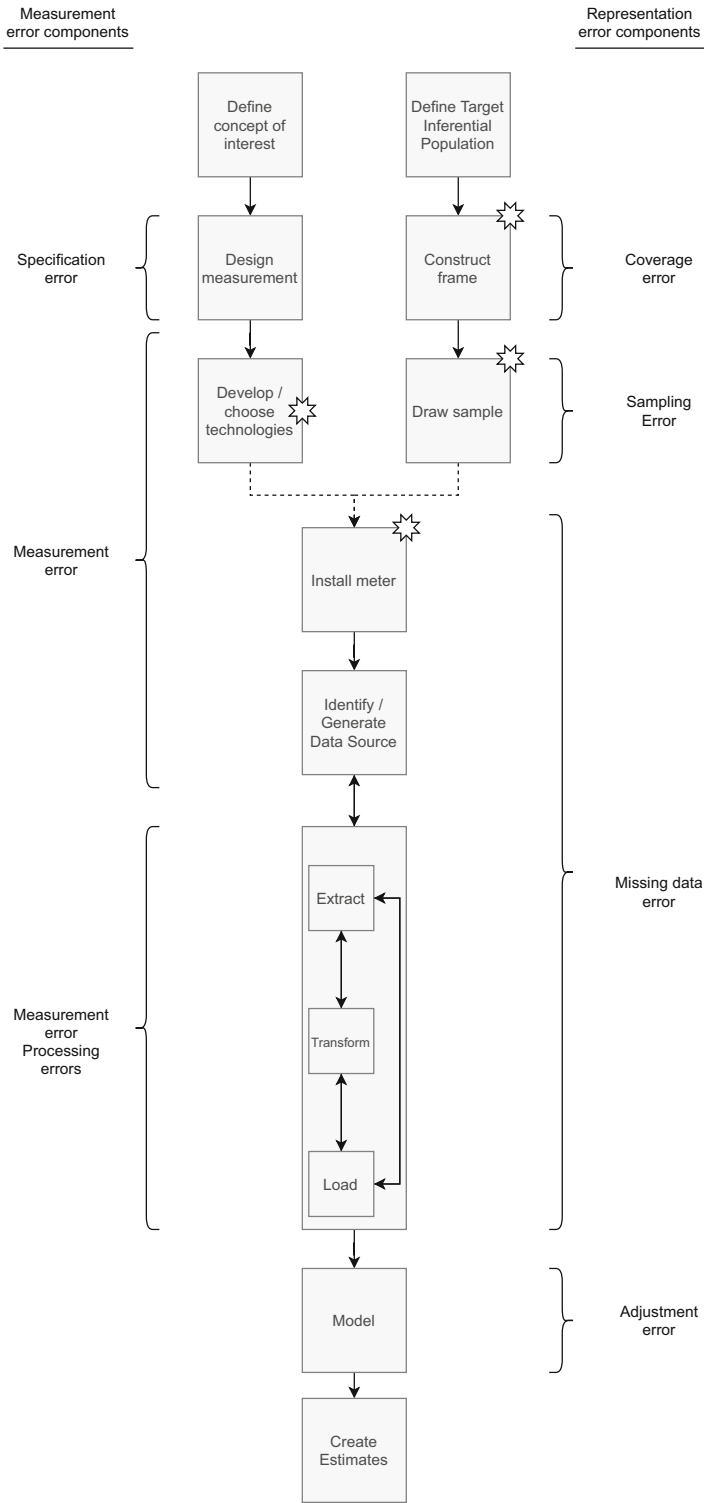 Measurement
error components
Representation
error components
Define
concept of
interest
Define Target
Inferential
Population
Specification
error
Design
measurement
Construct
frame
Coverage
error
Develop /
choose
technologies
Draw sample
Sampling
Error
Measurement
error
Install meter
Identify /
Generate
Data Source
Missing data
error
Measurement
error
Processing
errors
Extract
Transform
Load
Model
Adjustment
error
Create
Estimates